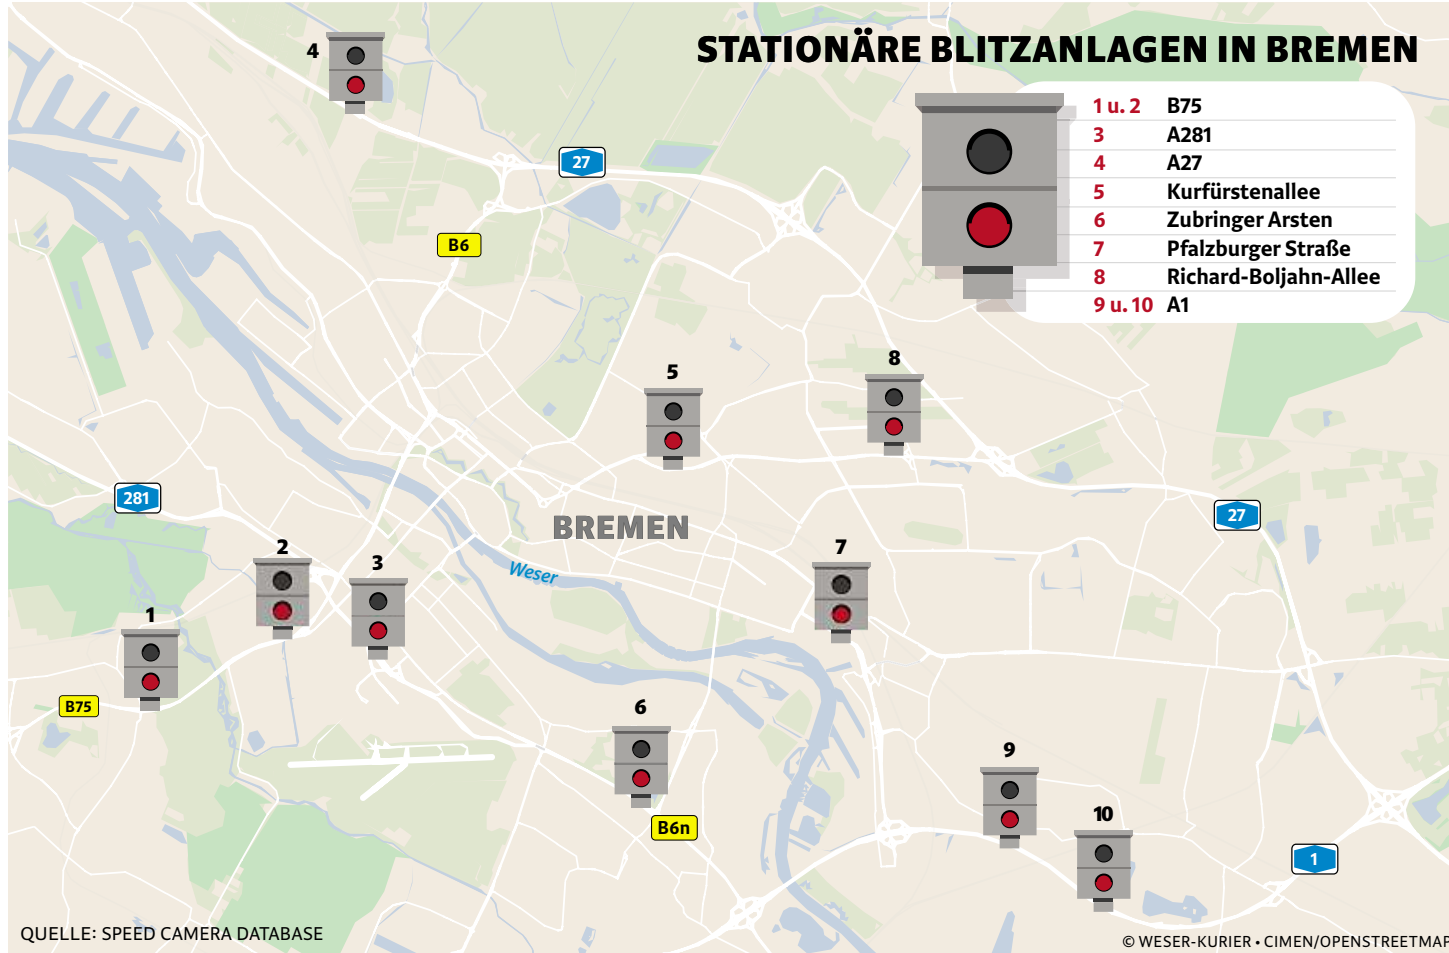 STATIONÄRE BLITZANLAGEN IN BREMEN
1 u. 2 B75
3 A281
4 A27
5 Kurfürstenallee
6 Zubringer Arsten
7 Pfalzburger Straße
8 Richard-Boljahn-Allee
9 u. 10 A1
4
27
B6
5
8
281
BREMEN
27
2
3
7
Weser
1
B75
6
9
B6n
10
1
QUELLE: SPEED CAMERA DATABASE
© WESER-KURIER • CIMEN/OPENSTREETMAP